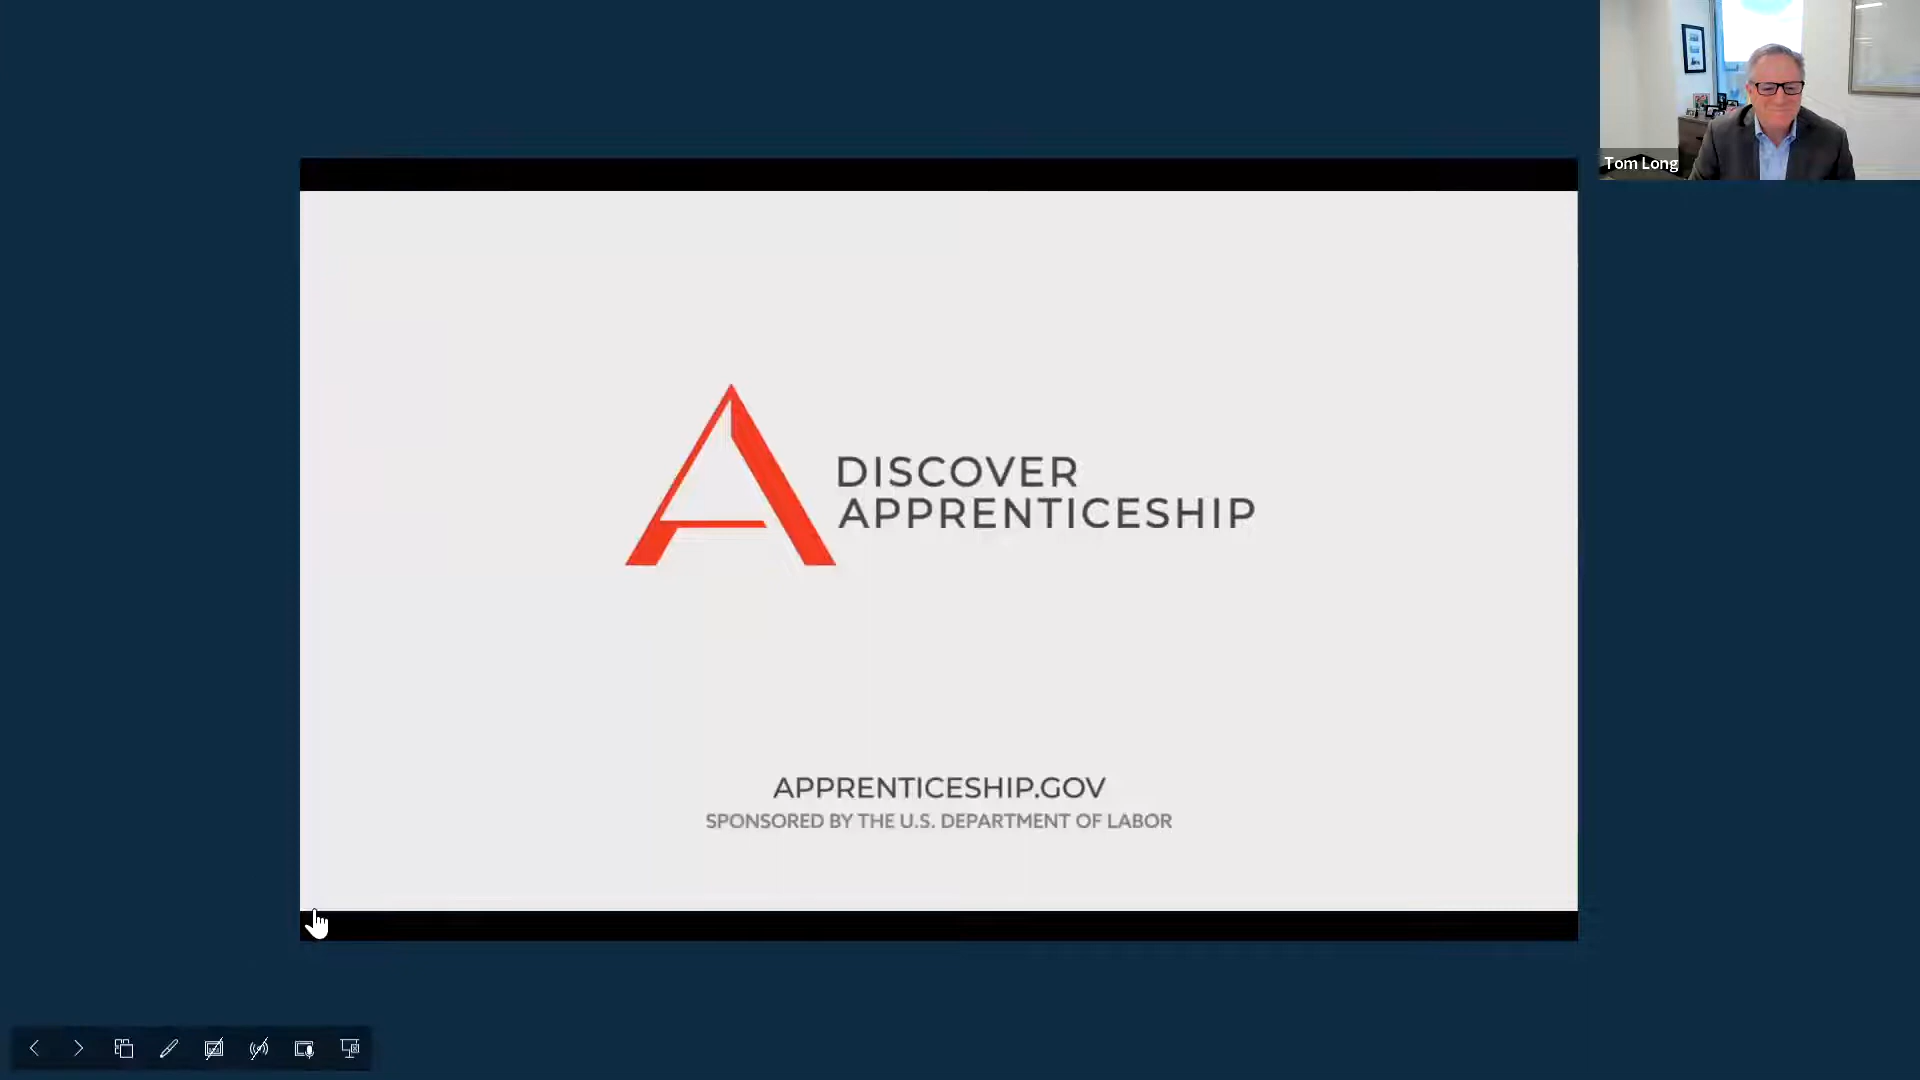 Tom Long
DISCOVER
APPRENTICESHIP
APPRENTICESHIP.GOV
SPONSORED BY THE U.S. DEPARTMENT OF LABOR